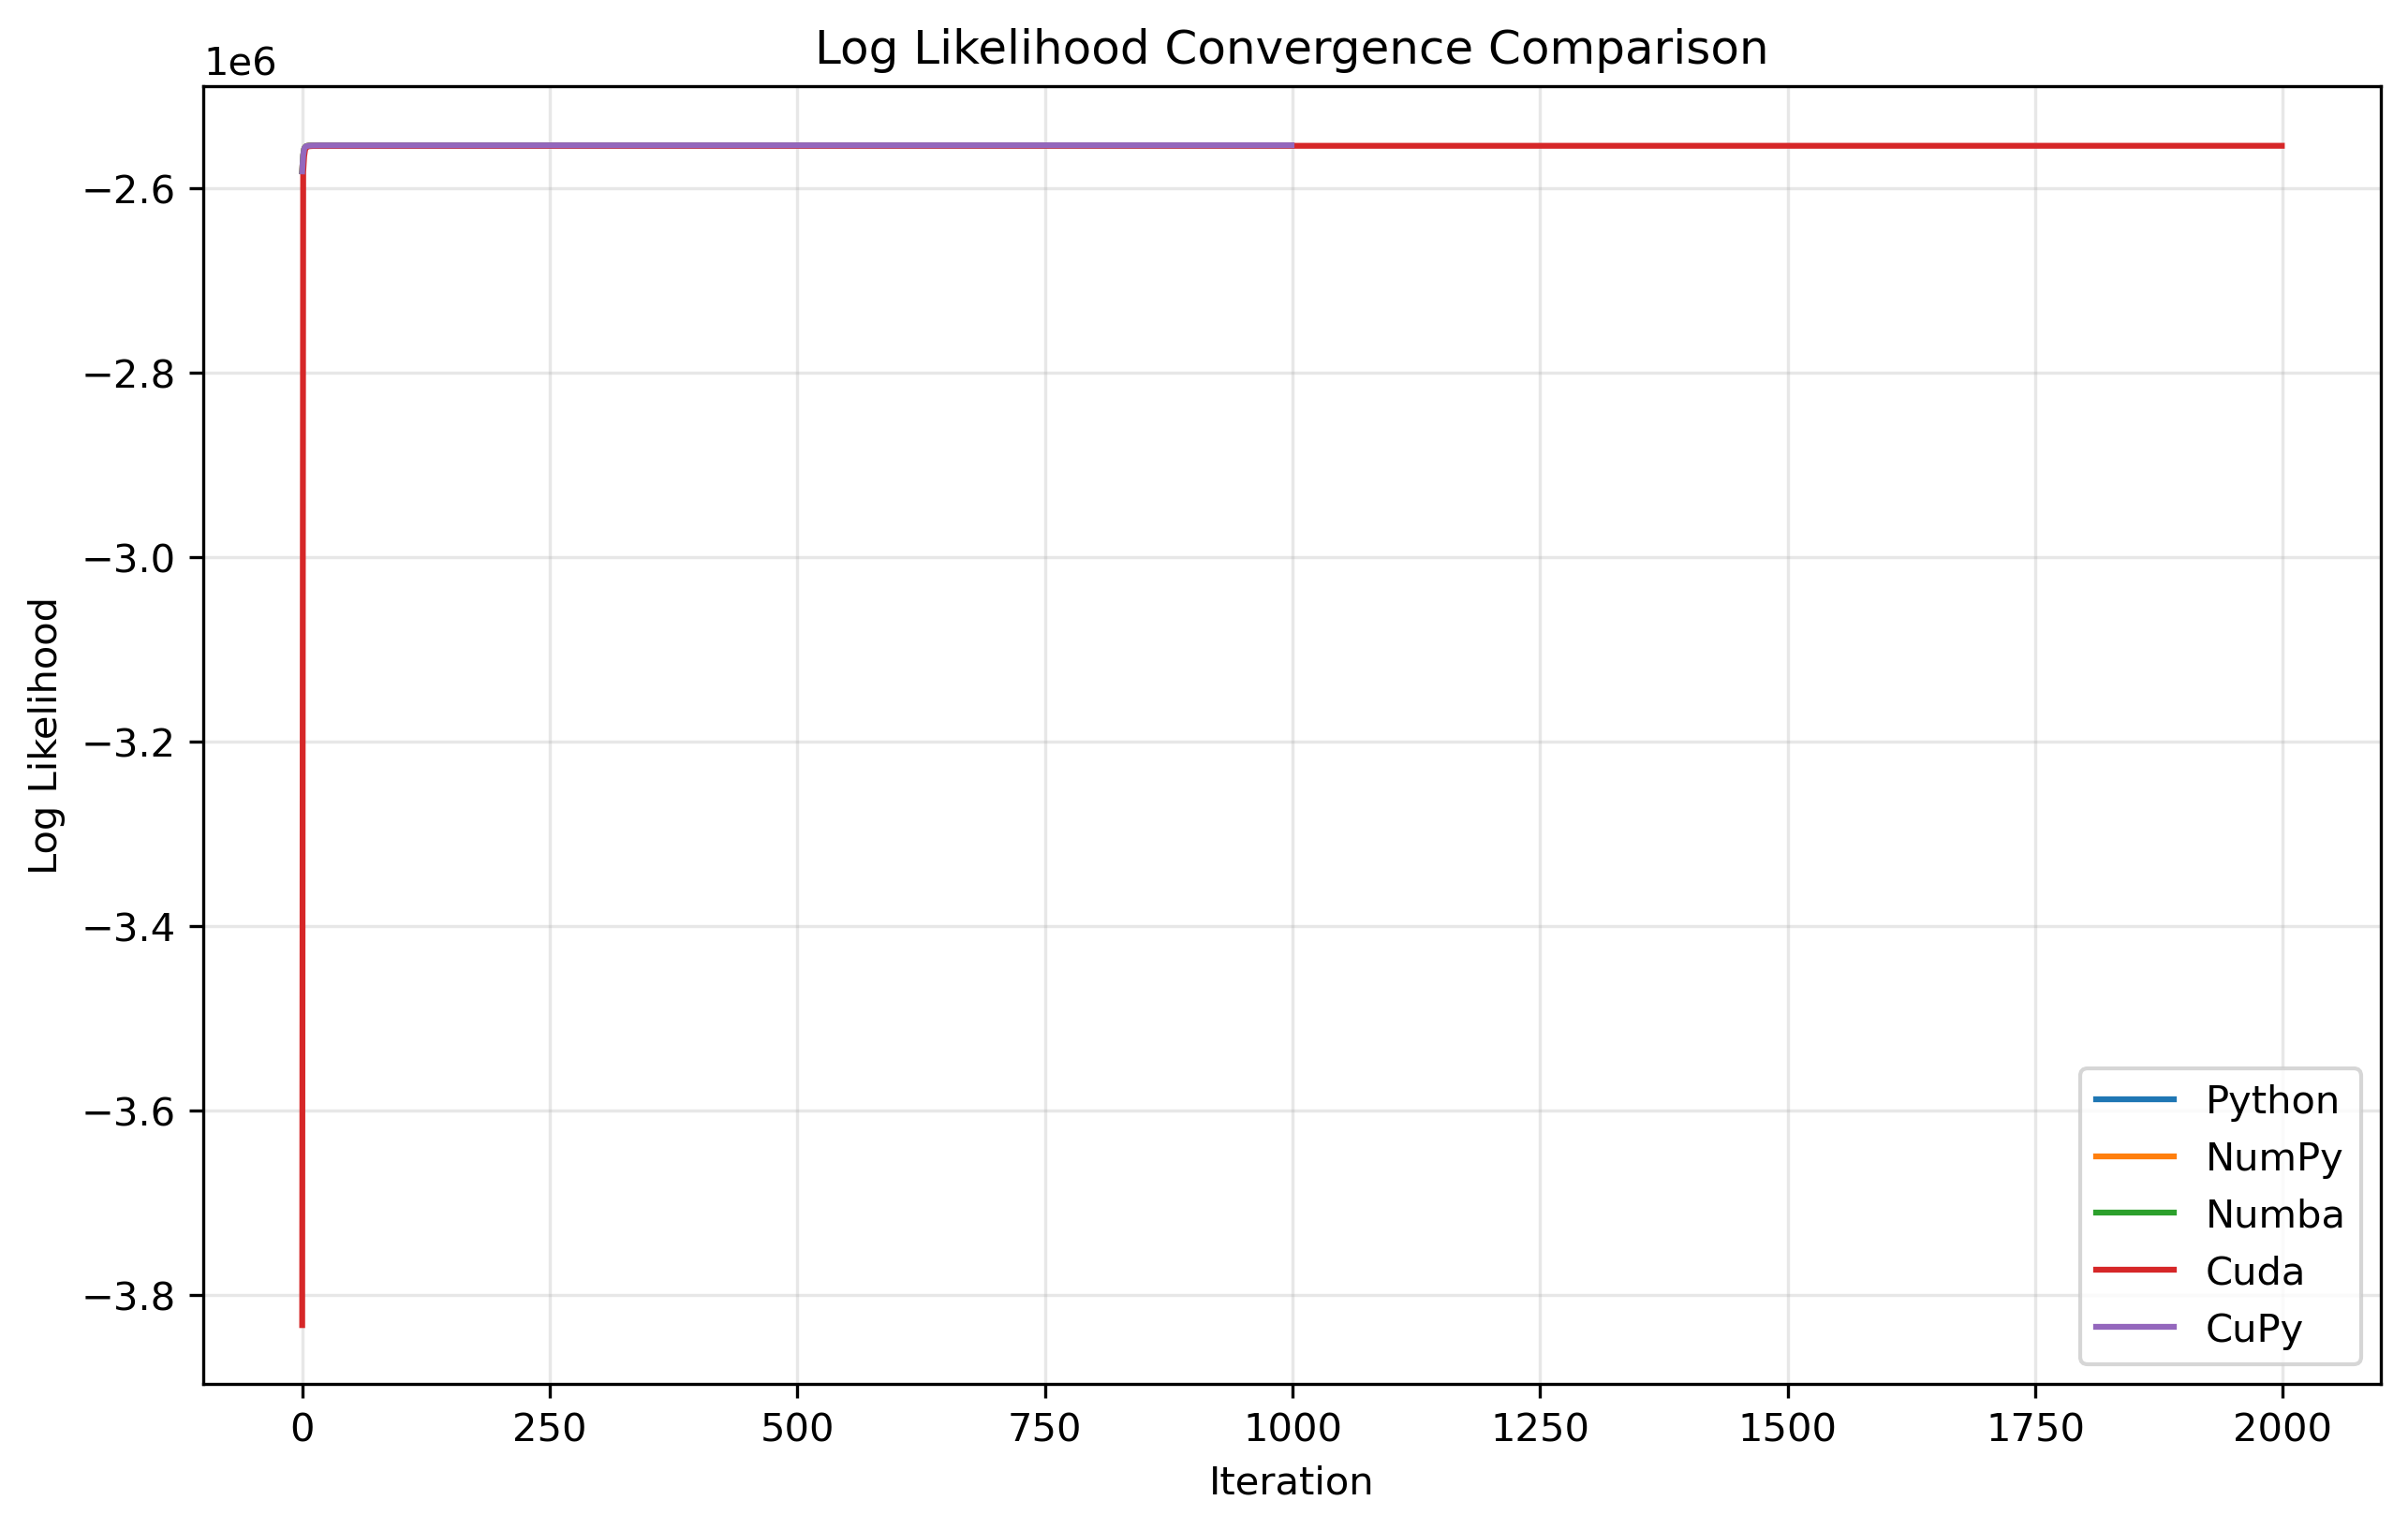 Log Likelihood Convergence Comparison
1e6
−2.6
−2.8
−3.0
−3.2
−3.4
−3.6
−3.8
Log Likelihood
Python
NumPy
Numba
Cuda
CuPy
0 250 500 750 1000 1250 1500 1750 2000
Iteration